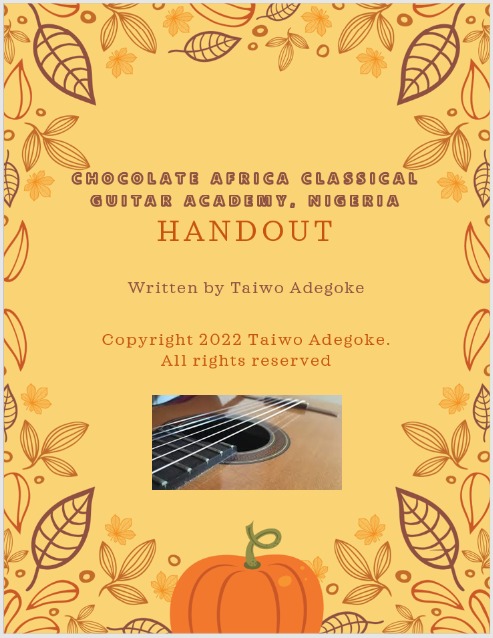 CHOCOLATE AFRICA CLASSICAL
GUITAR ACADEMY, NIGERIA
HANDOUT
Written by Taiwo Adegoke
Copyright 2022 Taiwo Adegoke.
All rights reserved